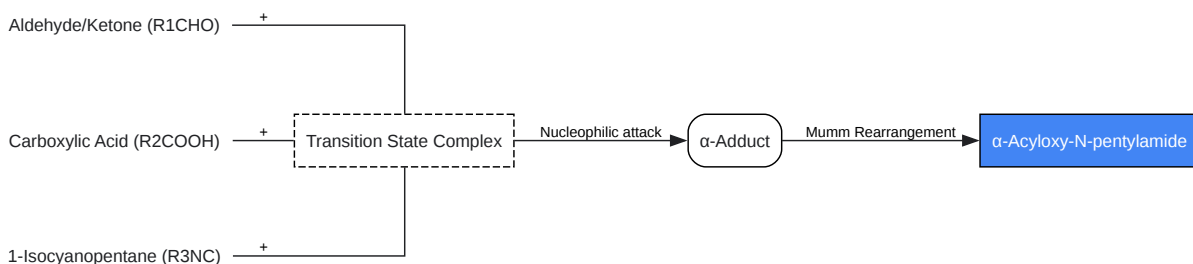 Aldehyde/Ketone (R1CHO)
+
Carboxylic Acid (R2COOH)
+
1-Isocyanopentane (R3NC)
+
Transition State Complex
Nucleophilic attack
α-Adduct
Mumm Rearrangement
α-Acyloxy-N-pentylamide